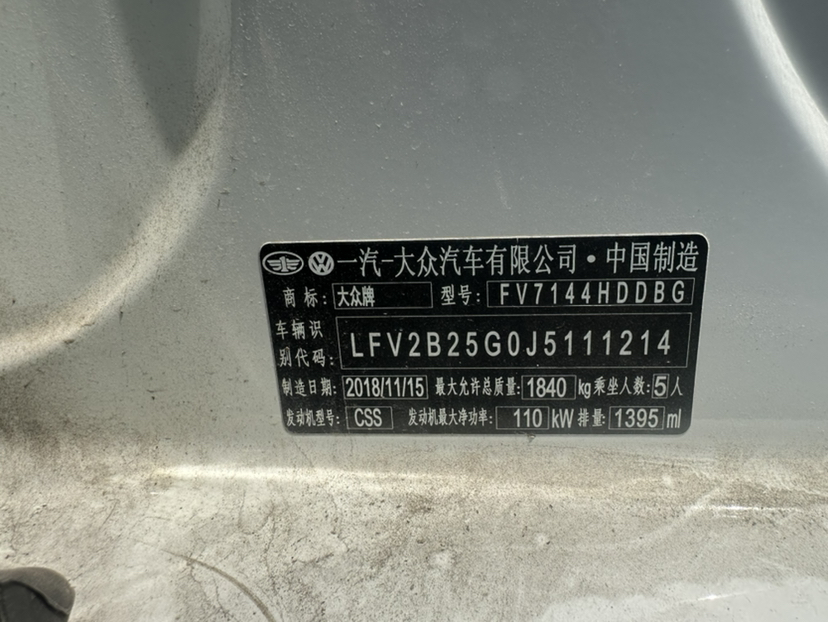 一汽-大众汽车有限公司·中国制造
商标: 大众牌 型号: FV7144HDDBG
车辆识别代码: LFV2B25G0J5111214
制造日期: 2018/11/15 最大允许总质量: 1840 kg 乘坐人数: 5 人
发动机型号: CSS 发动机最大净功率: 110 kW 排量: 1395 ml